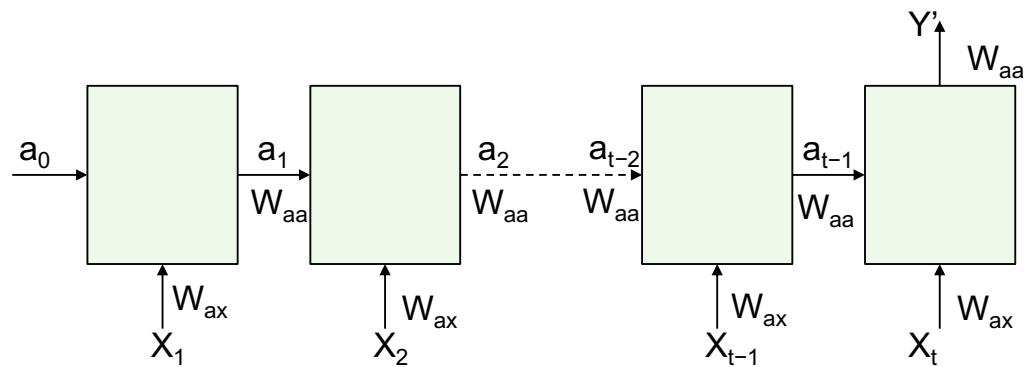 Y’
W_aa
a_0
a_1
a_2
a_t−2
a_t−1
W_aa
W_aa
W_aa
W_aa
W_ax
W_ax
W_ax
W_ax
X_1
X_2
X_t−1
X_t